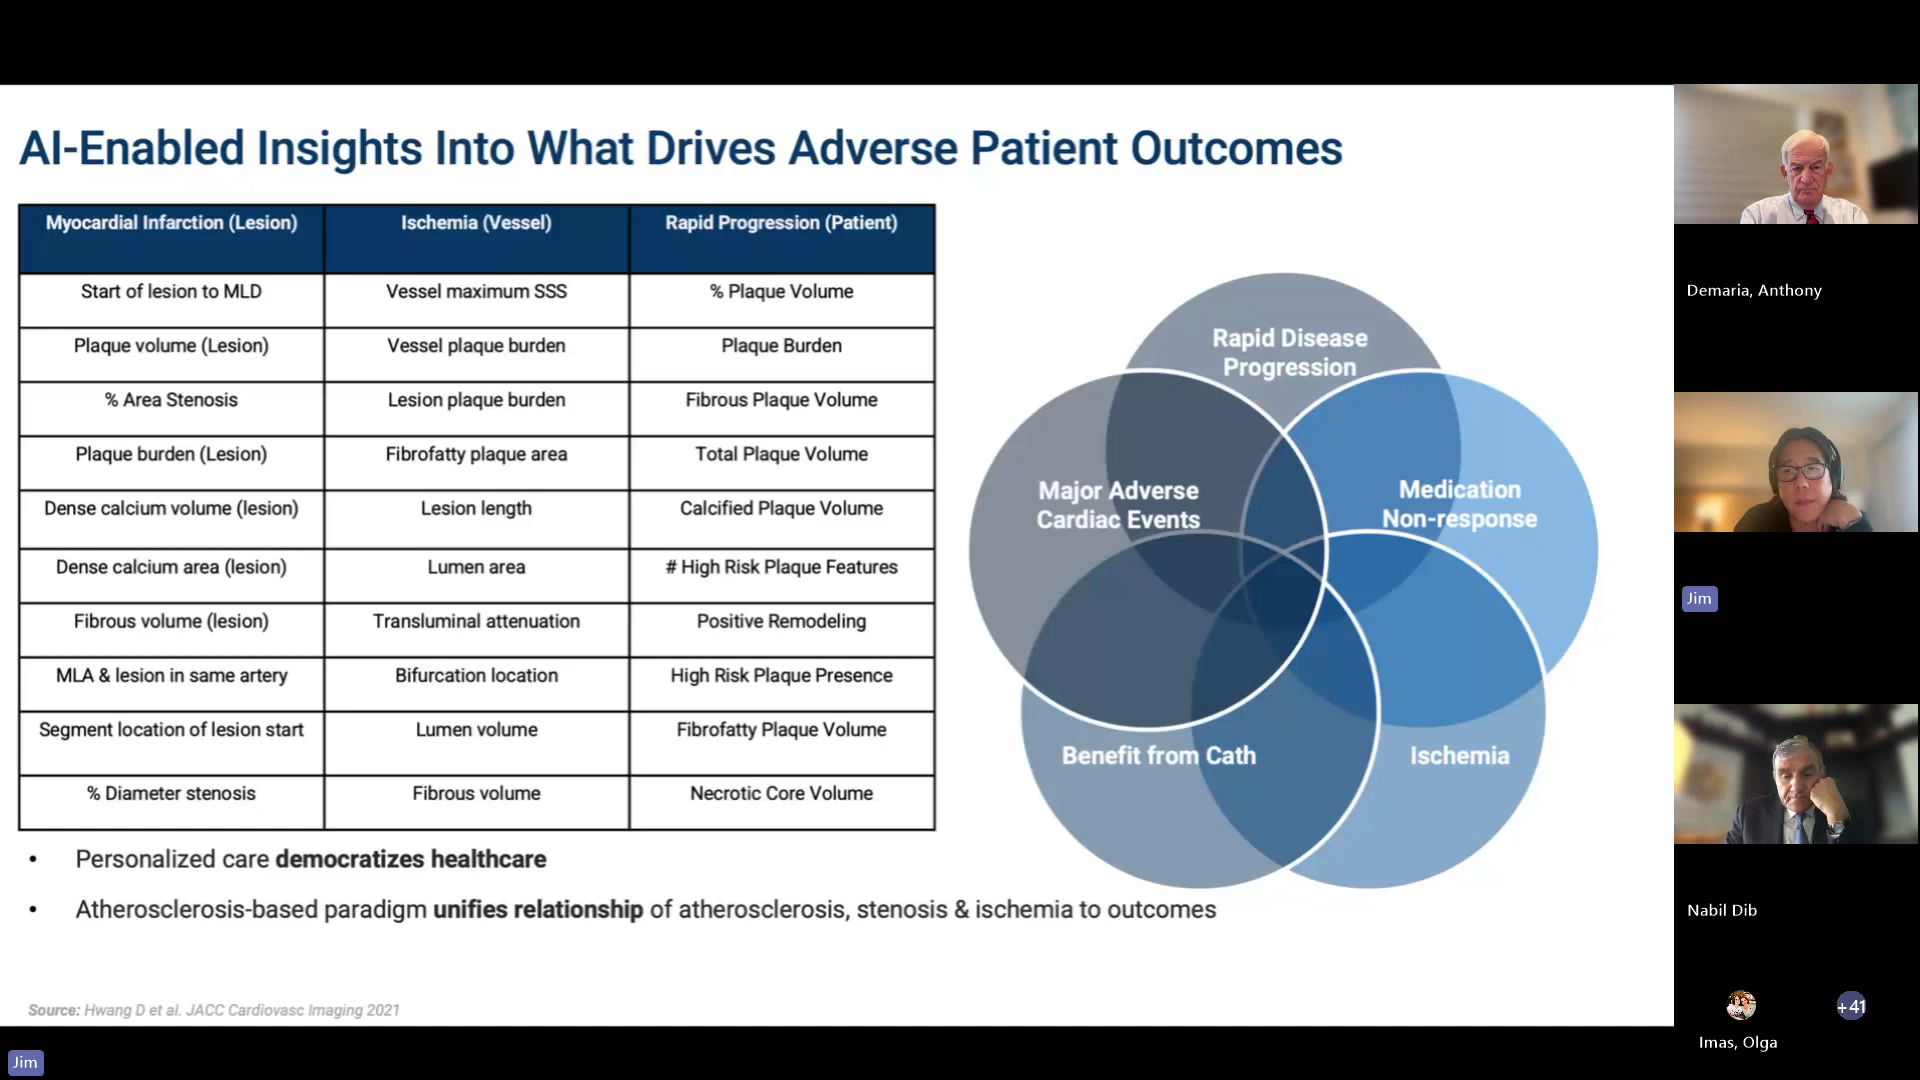 AI-Enabled Insights Into What Drives Adverse Patient Outcomes
Myocardial Infarction (Lesion) Ischemia (Vessel) Rapid Progression (Patient)
Start of lesion to MLD Vessel maximum SSS % Plaque Volume
Plaque volume (Lesion) Vessel plaque burden Plaque Burden
% Area Stenosis Lesion plaque burden Fibrous Plaque Volume
Plaque burden (Lesion) Fibrofatty plaque area Total Plaque Volume
Dense calcium volume (lesion) Lesion length Calcified Plaque Volume
Dense calcium area (lesion) Lumen area # High Risk Plaque Features
Fibrous volume (lesion) Transluminal attenuation Positive Remodeling
MLA & lesion in same artery Bifurcation location High Risk Plaque Presence
Segment location of lesion start Lumen volume Fibrofatty Plaque Volume
% Diameter stenosis Fibrous volume Necrotic Core Volume
Rapid Disease
Progression
Major Adverse
Cardiac Events
Medication
Non-response
Benefit from Cath
Ischemia
• Personalized care democratizes healthcare
• Atherosclerosis-based paradigm unifies relationship of atherosclerosis, stenosis & ischemia to outcomes
Source: Hwang D et al. JACC Cardiovasc Imaging 2021
Jim
Demaria, Anthony
Jim
Nabil Dib
+41
Imas, Olga